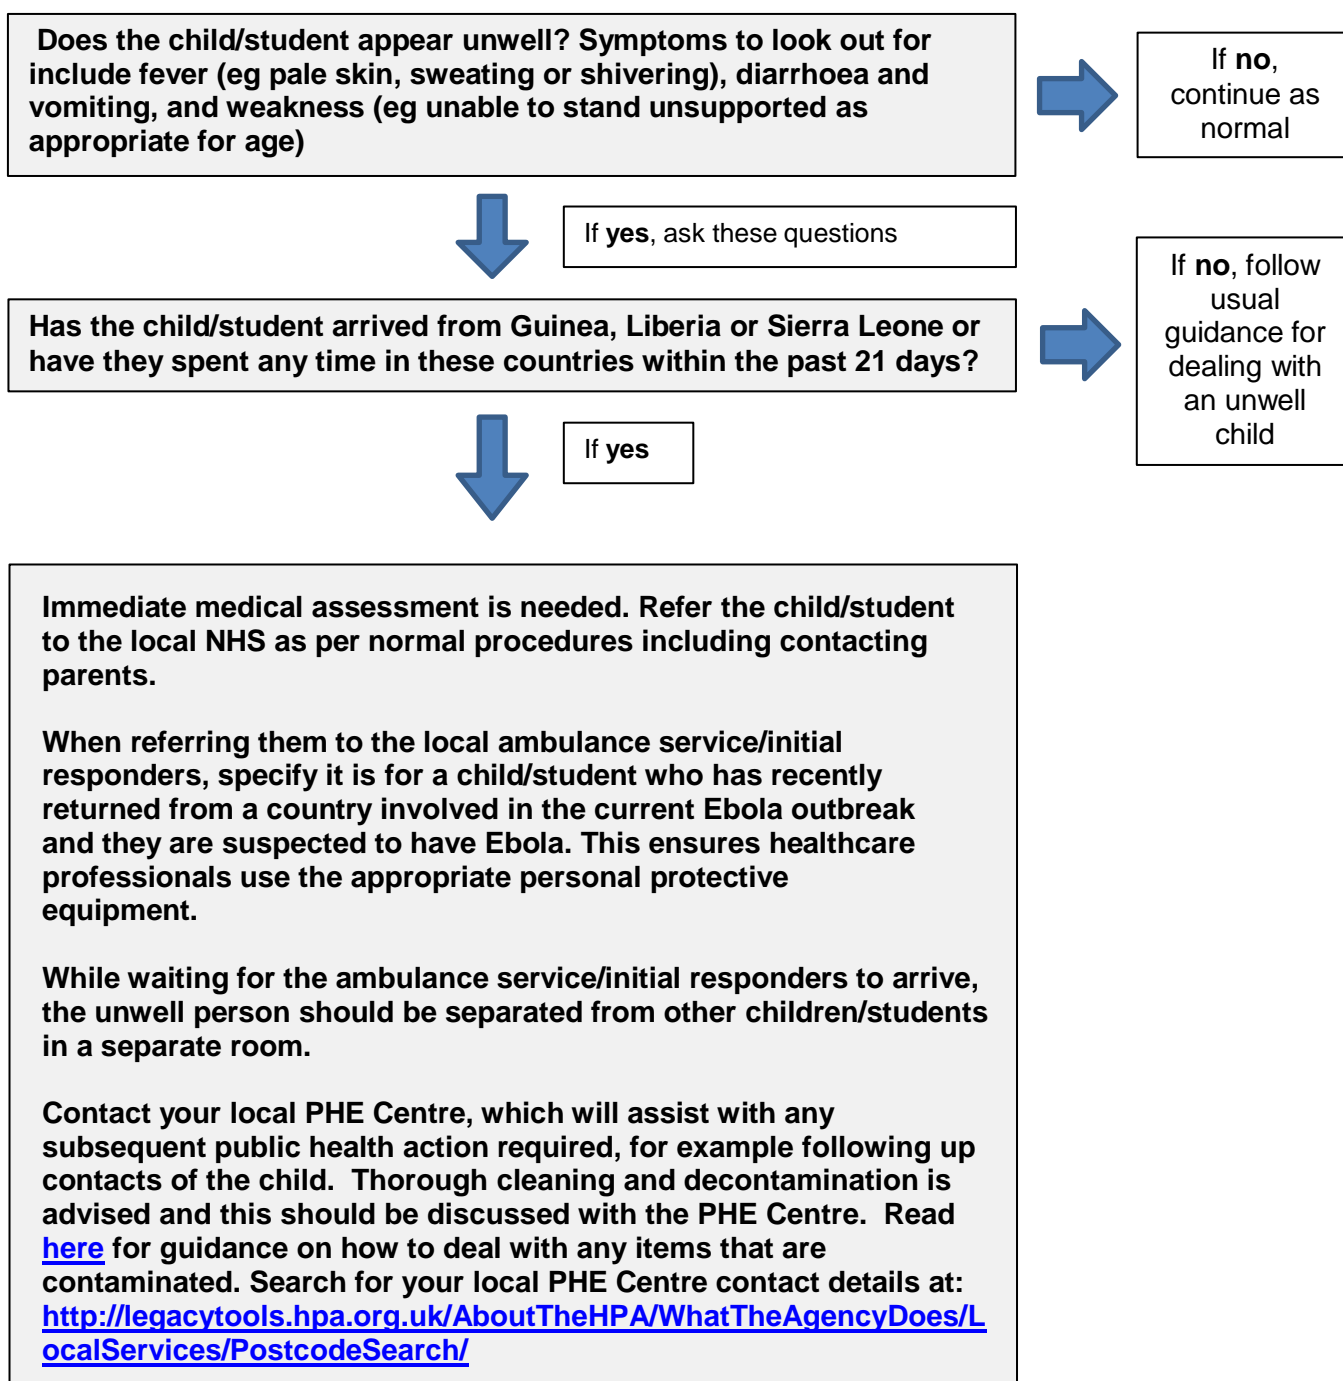 Does the child/student appear unwell? Symptoms to look out for
include fever (eg pale skin, sweating or shivering), diarrhoea and
vomiting, and weakness (eg unable to stand unsupported as
appropriate for age)
If no,
continue as
normal
If yes, ask these questions
Has the child/student arrived from Guinea, Liberia or Sierra Leone or
have they spent any time in these countries within the past 21 days?
If no, follow
usual
guidance for
dealing with
an unwell
child
If yes
Immediate medical assessment is needed. Refer the child/student
to the local NHS as per normal procedures including contacting
parents.
When referring them to the local ambulance service/initial
responders, specify it is for a child/student who has recently
returned from a country involved in the current Ebola outbreak
and they are suspected to have Ebola. This ensures healthcare
professionals use the appropriate personal protective
equipment.
While waiting for the ambulance service/initial responders to arrive,
the unwell person should be separated from other children/students
in a separate room.
Contact your local PHE Centre, which will assist with any
subsequent public health action required, for example following up
contacts of the child.  Thorough cleaning and decontamination is
advised and this should be discussed with the PHE Centre.  Read
here for guidance on how to deal with any items that are
contaminated. Search for your local PHE Centre contact details at:
http://legacytools.hpa.org.uk/AboutTheHPA/WhatTheAgencyDoes/L
ocalServices/PostcodeSearch/